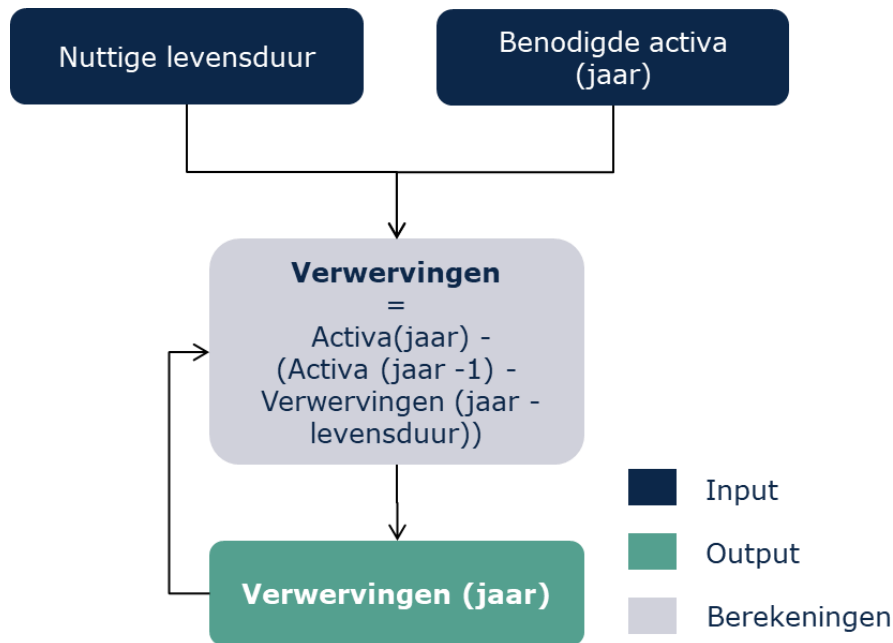 Nuttige levensduur
Benodigde activa
(jaar)
Verwervingen
=
Activa(jaar) -
(Activa (jaar -1) -
Verwervingen (jaar -
levensduur))
Verwervingen (jaar)
Input
Output
Berekeningen